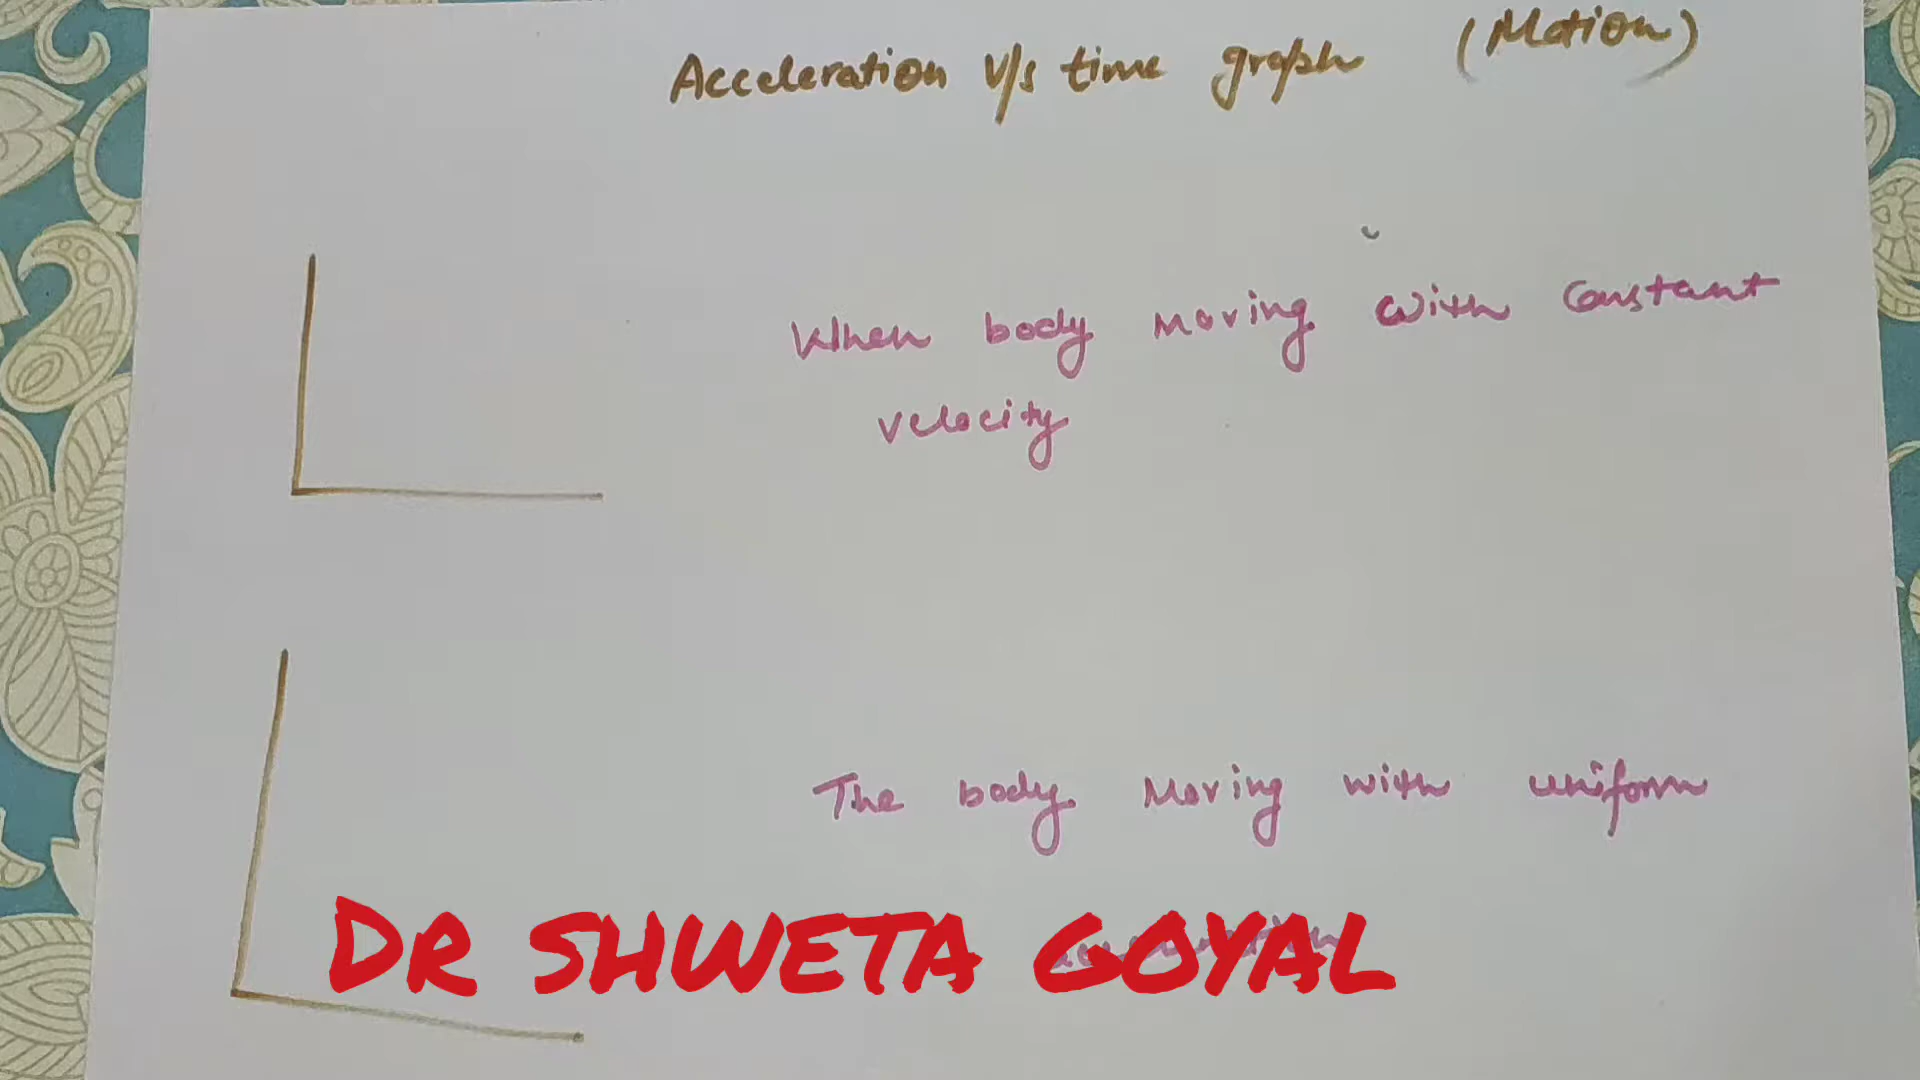 Acceleration v/s time graph (Motion)
When body moving with constant
velocity
The body moving with uniform
DR SHWETA GOYAL